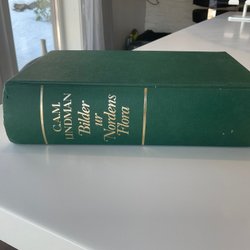 C.A.M.
LINDMAN
Bilder
ur
Nordens
Flora